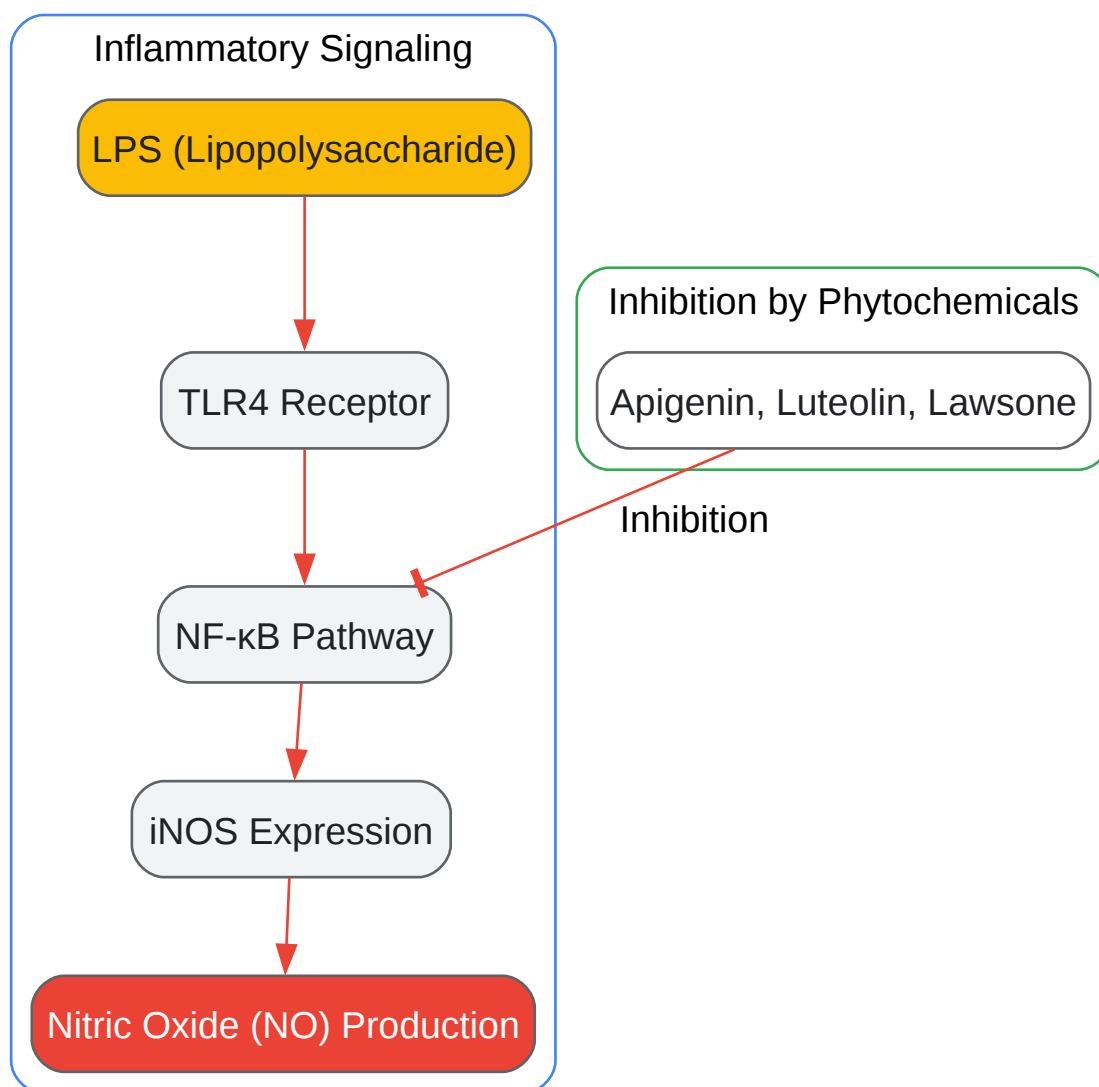 Inflammatory Signaling
LPS (Lipopolysaccharide)
TLR4 Receptor
Inhibition by Phytochemicals
Apigenin, Luteolin, Lawsone
Inhibition
NF-κB Pathway
iNOS Expression
Nitric Oxide (NO) Production